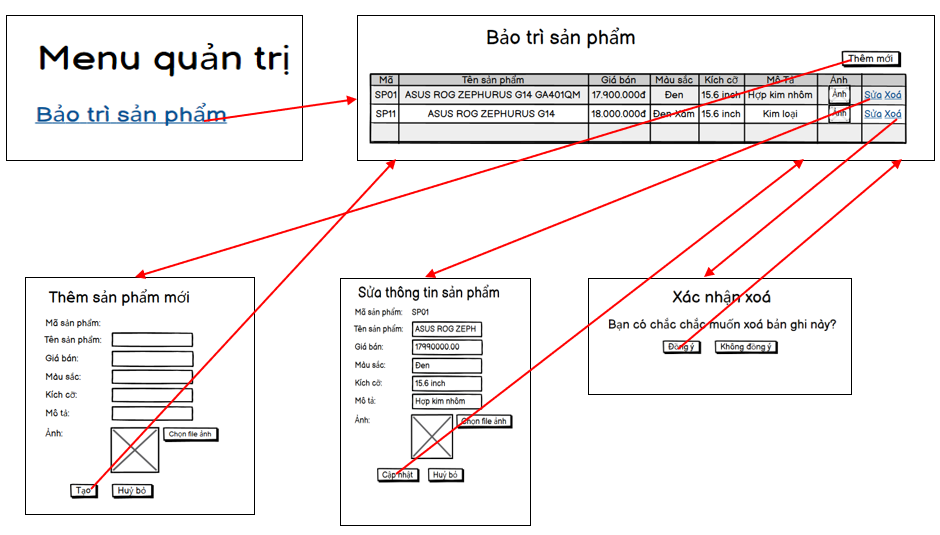 Menu quản trị
Bảo trì sản phẩm
Bảo trì sản phẩm
Thêm mới
Mã Tên sản phẩm Giá bán Màu sắc Kích cỡ Mô Tả Ảnh
SP01 ASUS ROG ZEPHURUS G14 GA401QM 17.900.000đ Đen 15.6 inch Hợp kim nhôm Ảnh Sửa Xoá
SP11 ASUS ROG ZEPHURUS G14 18.000.000đ Đen Xám 15.6 inch Kim loại Ảnh Sửa Xoá
Thêm sản phẩm mới
Mã sản phẩm:
Tên sản phẩm:
Giá bán:
Màu sắc:
Kích cỡ:
Mô tả:
Ảnh: Chọn file ảnh
Tạo Huỷ bỏ
Sửa thông tin sản phẩm
Mã sản phẩm: SP01
Tên sản phẩm: ASUS ROG ZEPH
Giá bán: 17990000.00
Màu sắc: Đen
Kích cỡ: 15.6 inch
Mô tả: Hợp kim nhôm
Ảnh: Chọn file ảnh
Cập nhật Huỷ bỏ
Xác nhận xoá
Bạn có chắc chắc muốn xoá bản ghi này?
Đồng ý Không đồng ý